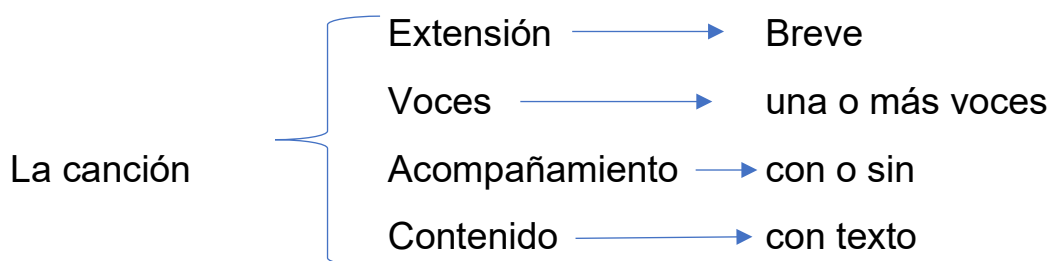 Extensión Breve
Voces una o más voces
La canción
Acompañamiento con o sin
Contenido con texto